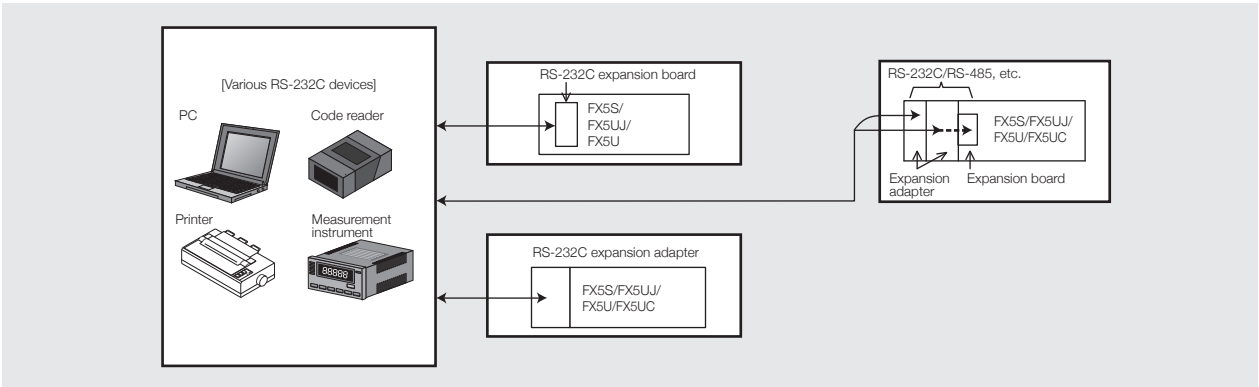 [Various RS-232C devices]
PC
Code reader
Printer
Measurement
instrument
88888
RS-232C expansion board
FX5S/
FX5UJ/
FX5U
RS-232C expansion adapter
FX5S/FX5UJ/
FX5U/FX5UC
RS-232C/RS-485, etc.
FX5S/FX5UJ/
FX5U/FX5UC
Expansion
adapter
Expansion board